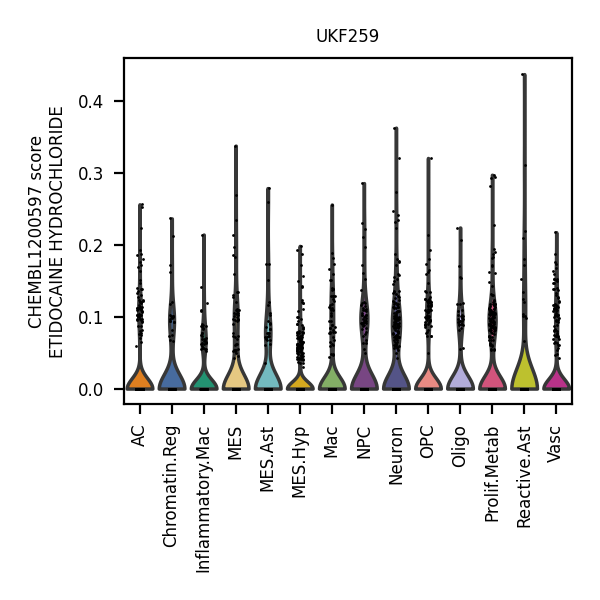 UKF259
CHEMBL1200597 score
ETIDOCAINE HYDROCHLORIDE
0.4
0.3
0.2
0.1
0.0
AC
Chromatin.Reg
Inflammatory.Mac
MES
MES.Ast
MES.Hyp
Mac
NPC
Neuron
OPC
Oligo
Prolif.Metab
Reactive.Ast
Vasc